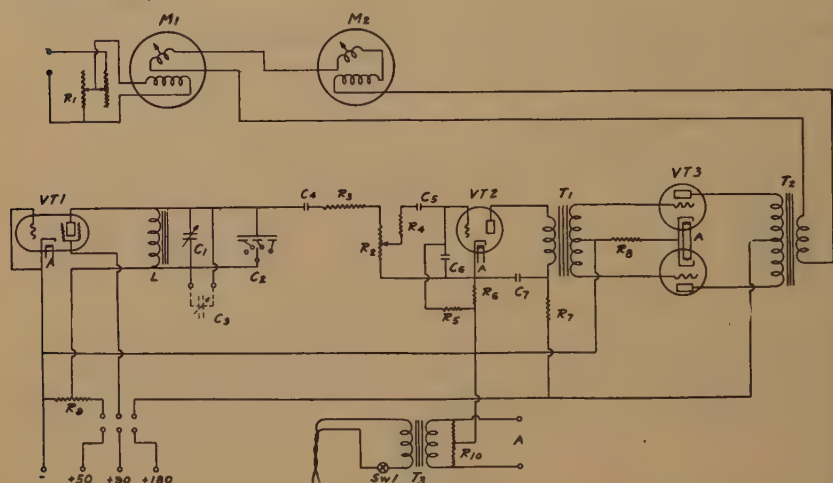 M1 M2
R1
VT1 C4 R3 C5 VT2 T1 VT3 T2
R4
C1 R2 R8 A
A L C2 C6 A C7
R6
C3 R5 R7
R9
A
R10
- +50 +90 +180 SW1 T3